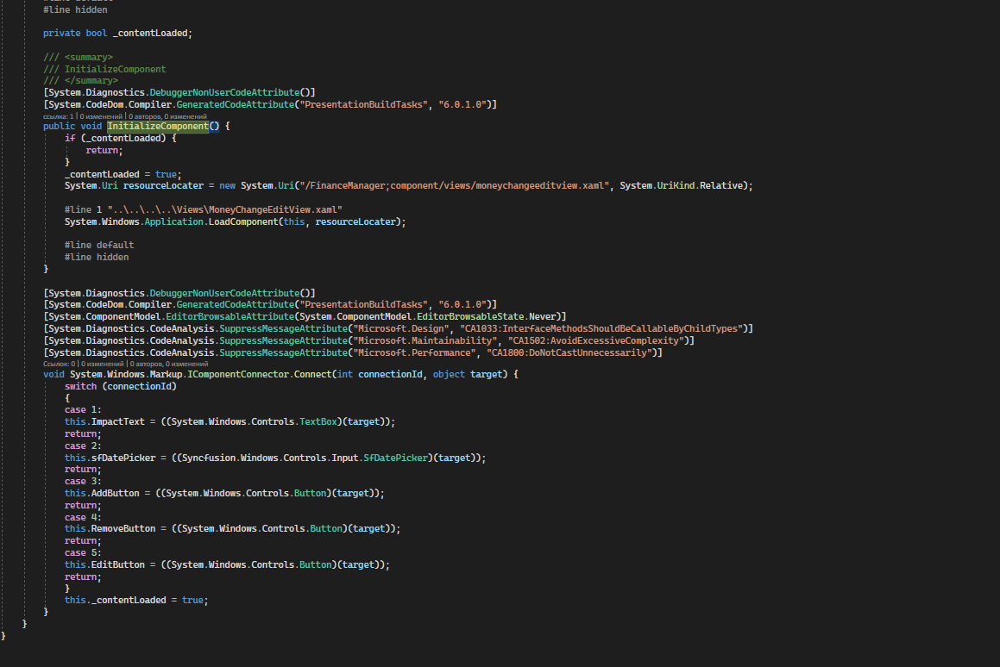 #line hidden
private bool _contentLoaded;
/// <summary>
/// InitializeComponent
/// </summary>
[System.Diagnostics.DebuggerNonUserCodeAttribute()]
[System.CodeDom.Compiler.GeneratedCodeAttribute("PresentationBuildTasks", "6.0.1.0")]
ссылка: 1 | 0 изменений | 0 авторов, 0 изменений
public void InitializeComponent() {
if (_contentLoaded) {
return;
}
_contentLoaded = true;
System.Uri resourceLocater = new System.Uri("/FinanceManager;component/views/moneychangeeditview.xaml", System.UriKind.Relative);
#line 1 "..\..\..\..\Views\MoneyChangeEditView.xaml"
System.Windows.Application.LoadComponent(this, resourceLocater);
#line default
#line hidden
}
[System.Diagnostics.DebuggerNonUserCodeAttribute()]
[System.CodeDom.Compiler.GeneratedCodeAttribute("PresentationBuildTasks", "6.0.1.0")]
[System.ComponentModel.EditorBrowsableAttribute(System.ComponentModel.EditorBrowsableState.Never)]
[System.Diagnostics.CodeAnalysis.SuppressMessageAttribute("Microsoft.Design", "CA1033:InterfaceMethodsShouldBeCallableByChildTypes")]
[System.Diagnostics.CodeAnalysis.SuppressMessageAttribute("Microsoft.Maintainability", "CA1502:AvoidExcessiveComplexity")]
[System.Diagnostics.CodeAnalysis.SuppressMessageAttribute("Microsoft.Performance", "CA1800:DoNotCastUnnecessarily")]
Ссылок: 0 | 0 изменений | 0 авторов, 0 изменений
void System.Windows.Markup.IComponentConnector.Connect(int connectionId, object target) {
switch (connectionId)
{
case 1:
this.ImpactText = ((System.Windows.Controls.TextBox)(target));
return;
case 2:
this.sfDatePicker = ((Syncfusion.Windows.Controls.Input.SfDatePicker)(target));
return;
case 3:
this.AddButton = ((System.Windows.Controls.Button)(target));
return;
case 4:
this.RemoveButton = ((System.Windows.Controls.Button)(target));
return;
case 5:
this.EditButton = ((System.Windows.Controls.Button)(target));
return;
}
this._contentLoaded = true;
}
}
}